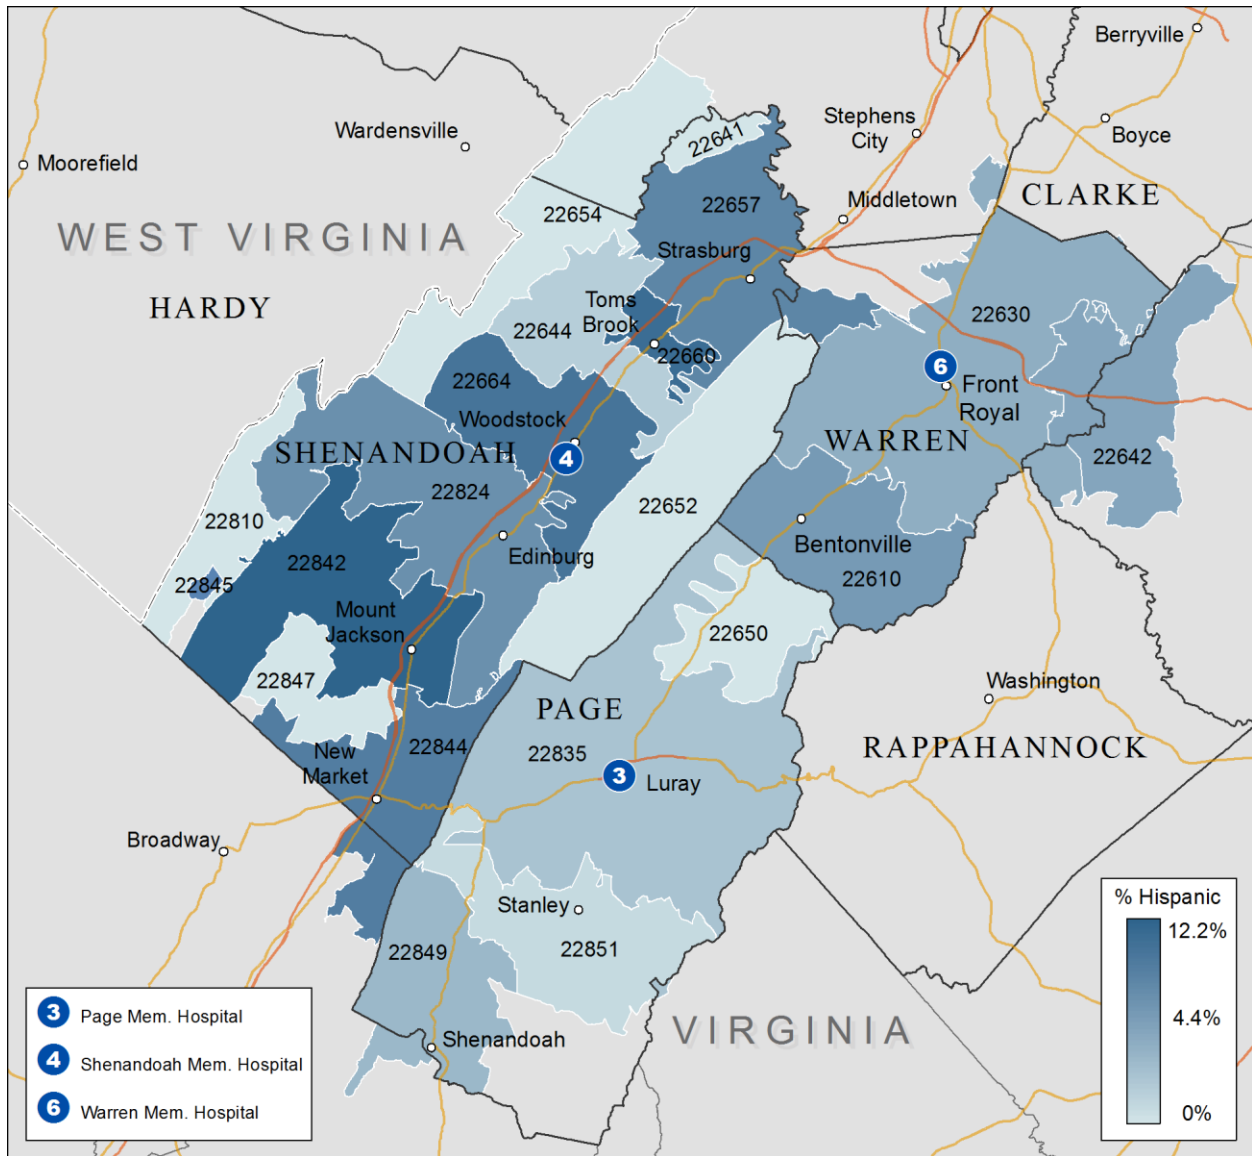 Berryville
Stephens
City
Boyce
Wardensville
22641
Moorefield
CLARKE
22657
Middletown
22654
WEST VIRGINIA
Strasburg
HARDY
Toms
Brook
22644
22630
22660
22664
Front
Royal
Woodstock
WARREN
SHENANDOAH
22642
22824
22652
22810
Bentonville
Edinburg
22842
22610
22845
Mount
Jackson
22650
22847
Washington
PAGE
22844
22835
RAPPAHANNOCK
New
Market
Luray
Broadway
Stanley
22851
22849
VIRGINIA
Shenandoah
4
6
3
% Hispanic
12.2%
4.4%
0%
3 Page Mem. Hospital
4 Shenandoah Mem. Hospital
6 Warren Mem. Hospital